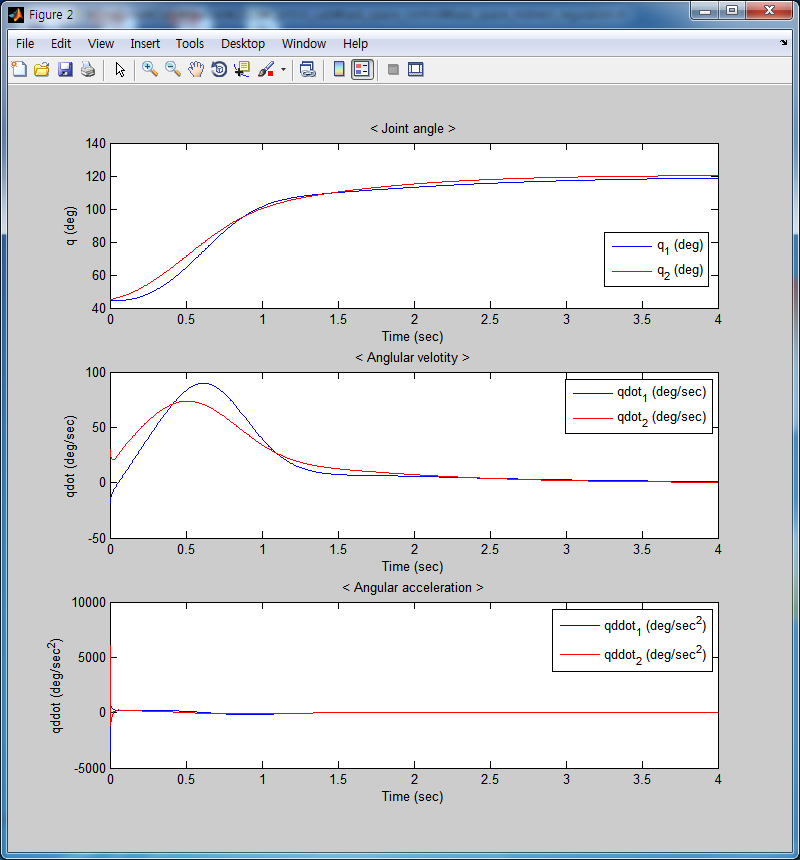 Figure 2
File Edit View Insert Tools Desktop Window Help
< Joint angle >
140
120
100
80
60
40
q (deg)
q1 (deg)
q2 (deg)
0 0.5 1 1.5 2 2.5 3 3.5 4
Time (sec)
< Anglular velotity >
100
50
0
-50
qdot (deg/sec)
qdot1 (deg/sec)
qdot2 (deg/sec)
0 0.5 1 1.5 2 2.5 3 3.5 4
Time (sec)
< Angular acceleration >
10000
5000
0
-5000
qddot (deg/sec2)
qddot1 (deg/sec2)
qddot2 (deg/sec2)
0 0.5 1 1.5 2 2.5 3 3.5 4
Time (sec)